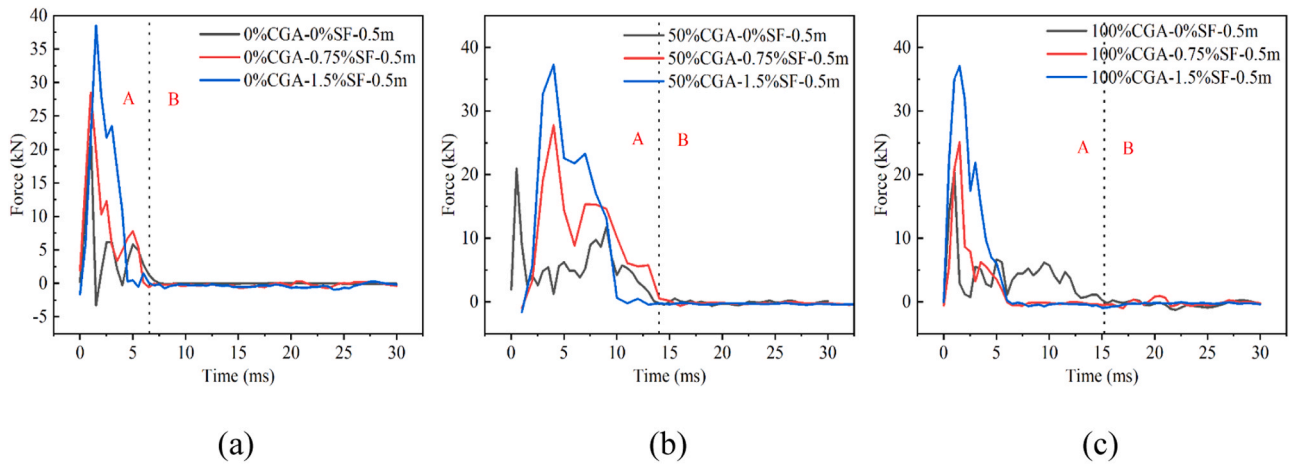 40
35
30
25
20
15
10
5
0
-5
Force (kN)
0%CGA-0%SF-0.5m
0%CGA-0.75%SF-0.5m
0%CGA-1.5%SF-0.5m
A B
0 5 10 15 20 25 30
Time (ms)
(a)
40
30
20
10
0
Force (kN)
50%CGA-0%SF-0.5m
50%CGA-0.75%SF-0.5m
50%CGA-1.5%SF-0.5m
A B
0 5 10 15 20 25 30
Time (ms)
(b)
40
30
20
10
0
Force (kN)
100%CGA-0%SF-0.5m
100%CGA-0.75%SF-0.5m
100%CGA-1.5%SF-0.5m
A B
0 5 10 15 20 25 30
Time (ms)
(c)